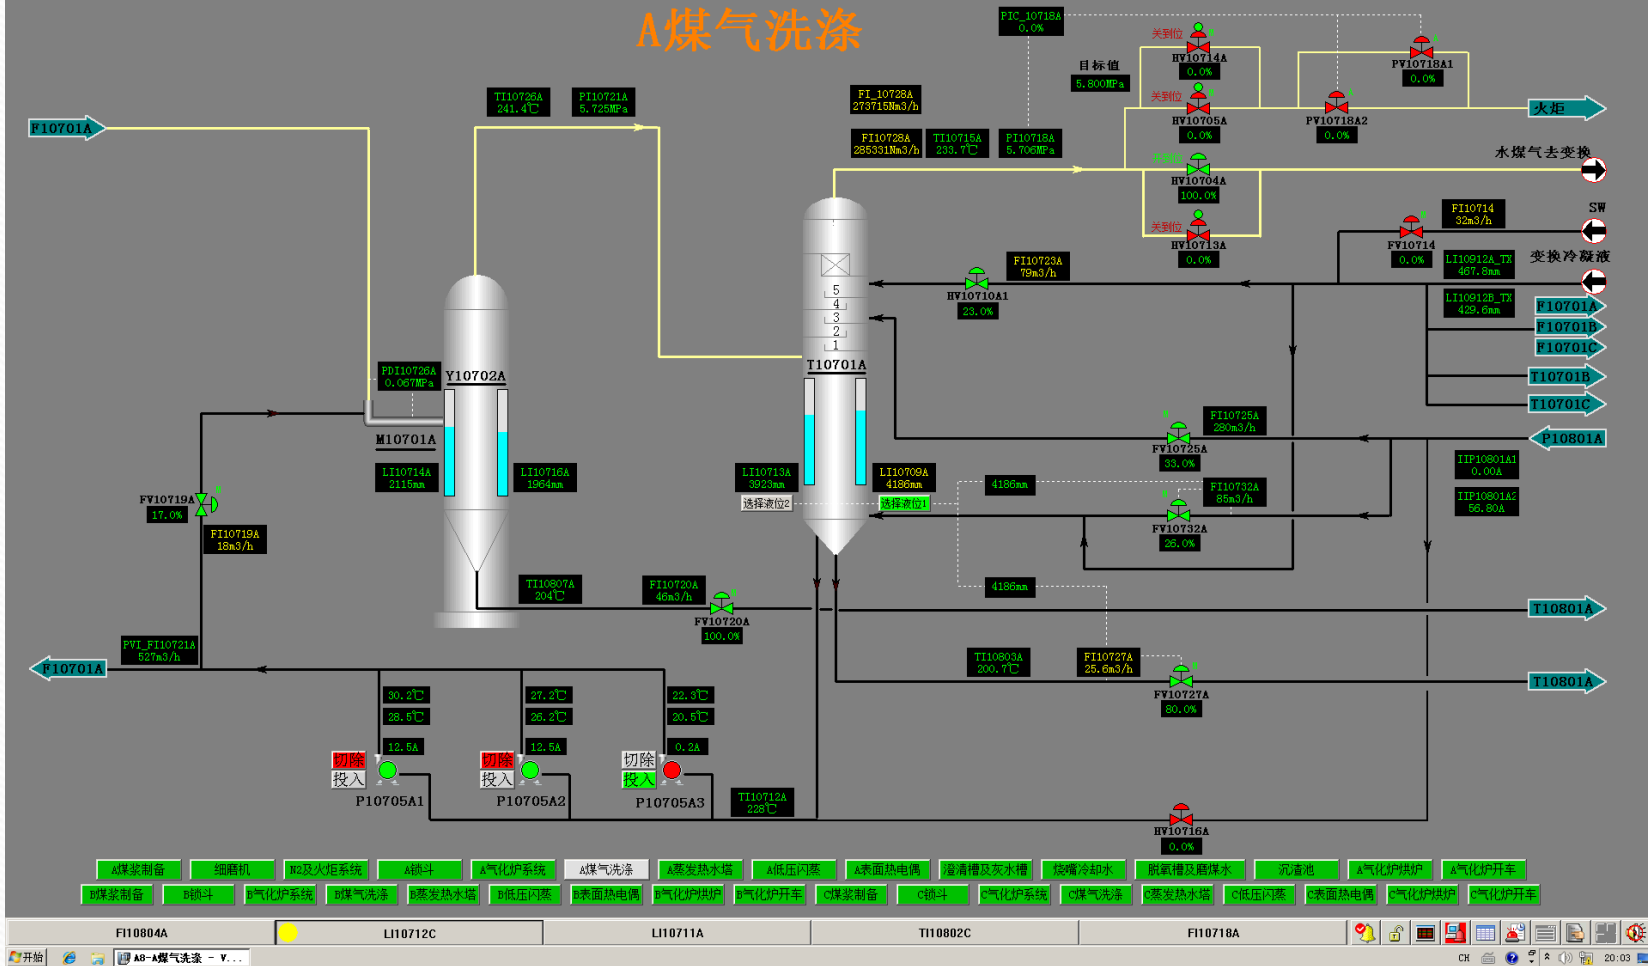 A煤气洗涤
PIC_10718A
0.0%
关到位
HV10714A
0.0%
PV10718A1
0.0%
目标值
5.800MPa
关到位
HV10705A
0.0%
PV10718A2
0.0%
火炬
F10701A
TI10726A
241.4℃
PI10721A
5.725MPa
FI_10728A
273715Nm3/h
FI10728A
285331Nm3/h
TI10715A
233.7℃
PI10718A
5.706MPa
开到位
HV10704A
100.0%
水煤气去变换
关到位
HV10713A
0.0%
SW
FI10714
32m3/h
FV10714
0.0%
变换冷凝液
LI10912A_TX
467.8mm
LI10912B_TX
429.6mm
F10701A
F10701B
F10701C
T10701B
T10701C
FI10723A
79m3/h
HV10710A1
23.0%
5
4
3
2
1
T10701A
PDI10726A
0.067MPa
Y10702A
M10701A
LI10714A
2115mm
LI10716A
1964mm
LI10713A
3923mm
LI10709A
4186mm
选择液位2
选择液位1
FI10725A
280m3/h
FV10725A
33.0%
P10801A
IIP10801A1
0.00A
IIP10801A2
56.80A
4186mm
FI10732A
85m3/h
FV10732A
26.0%
FV10719A
17.0%
FI10719A
18m3/h
TI10807A
204℃
FI10720A
46m3/h
FV10720A
100.0%
4186mm
T10801A
PVI_FI10721A
527m3/h
F10701A
TI10803A
200.7℃
FI10727A
25.6m3/h
FV10727A
80.0%
T10801A
30.2℃
28.5℃
12.5A
切除
投入
P10705A1
27.2℃
26.2℃
12.5A
切除
投入
P10705A2
22.3℃
20.5℃
0.2A
切除
投入
P10705A3
TI10712A
228℃
HV10716A
0.0%
A煤浆制备 细磨机 N2及火炬系统 A锁斗 A气化炉系统 A煤气洗涤 A蒸发热水塔 A低压闪蒸 A表面热电偶 澄清槽及灰水槽 烧嘴冷却水 脱氧槽及磨煤水 沉渣池 A气化炉烘炉 A气化炉开车
B煤浆制备 B锁斗 B气化炉系统 B煤气洗涤 B蒸发热水塔 B低压闪蒸 B表面热电偶 B气化炉烘炉 B气化炉开车 C煤浆制备 C锁斗 C气化炉系统 C煤气洗涤 C蒸发热水塔 C低压闪蒸 C表面热电偶 C气化炉烘炉 C气化炉开车
FI10804A LI10712C LI10711A TI10802C FI10718A
开始 A8-A煤气洗涤 - V... CH 20:03